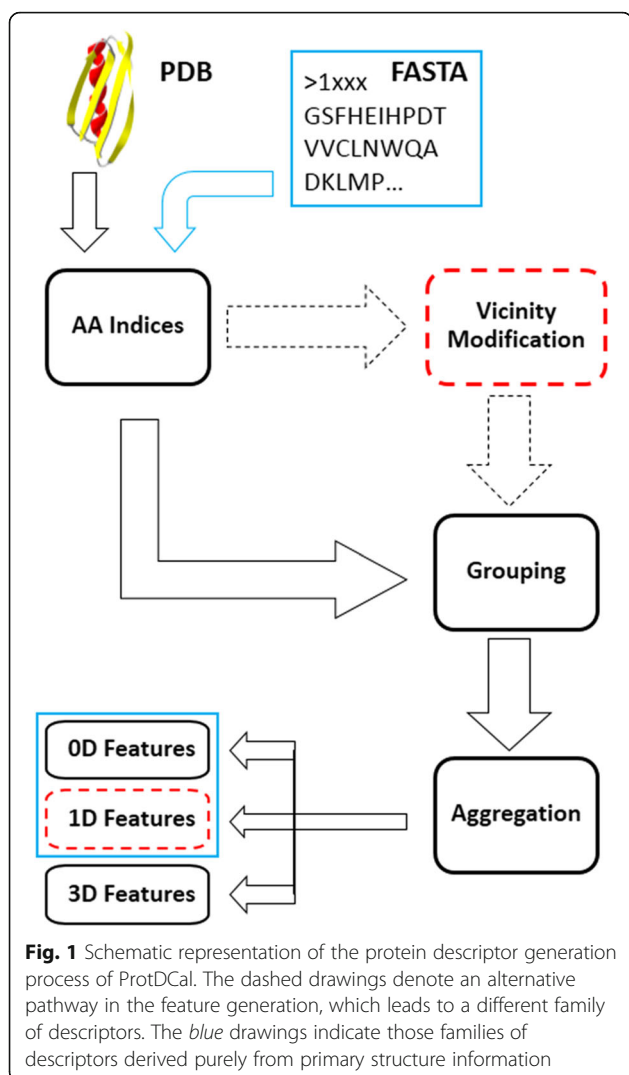 PDB
FASTA
>1xxx
GSFHEIHPDT
VVCLNWQA
DKLMP...
AA Indices
Vicinity
Modification
Grouping
Aggregation
0D Features
1D Features
3D Features
Fig. 1 Schematic representation of the protein descriptor generation
process of ProtDCal. The dashed drawings denote an alternative
pathway in the feature generation, which leads to a different family
of descriptors. The blue drawings indicate those families of
descriptors derived purely from primary structure information